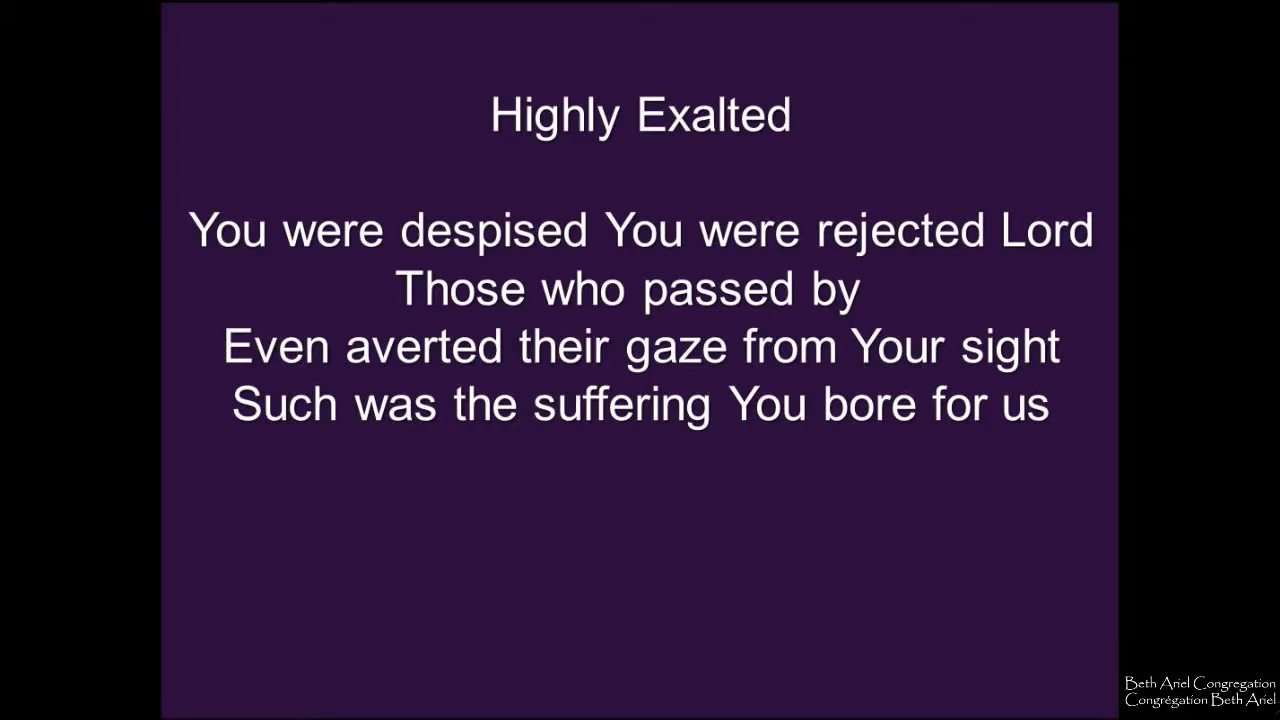 Highly Exalted
You were despised You were rejected Lord
Those who passed by
Even averted their gaze from Your sight
Such was the suffering You bore for us
Beth Ariel Congregation
Congrégation Beth Ariel